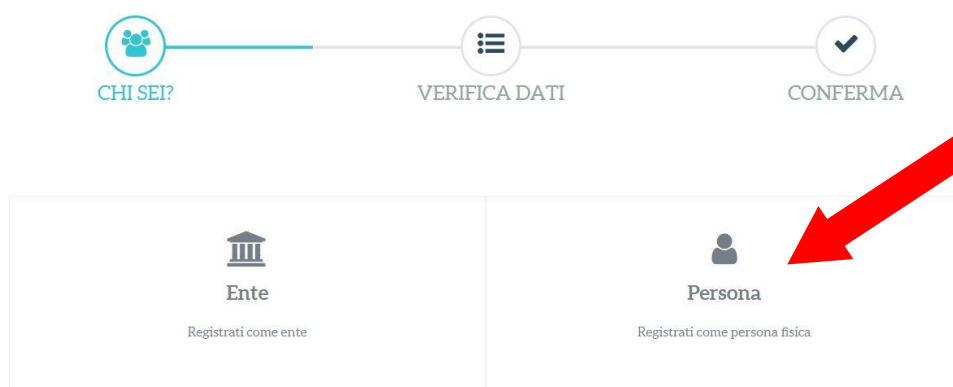 CHI SEI?
VERIFICA DATI
CONFERMA
Ente
Registrati come ente
Persona
Registrati come persona fisica